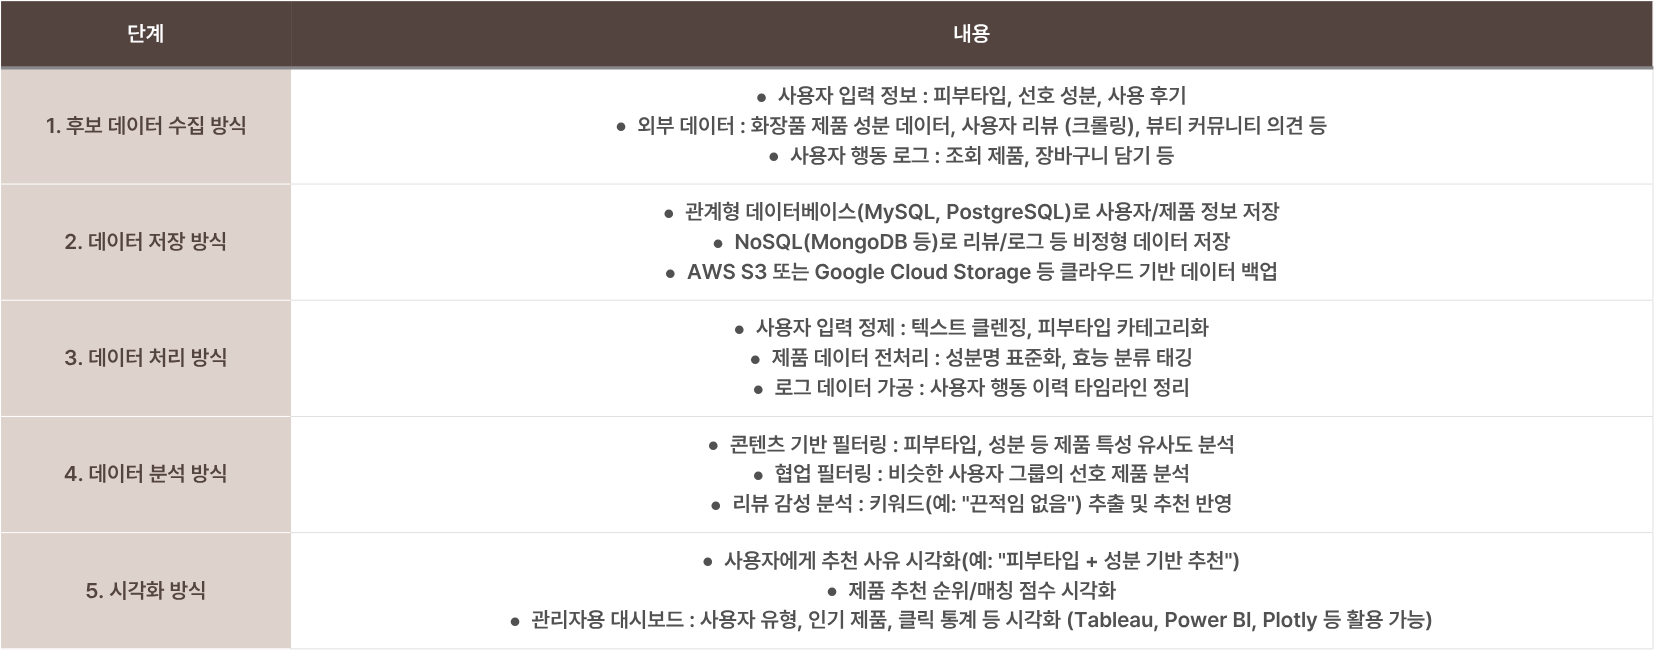 단계
내용
1. 후보 데이터 수집 방식
● 사용자 입력 정보 : 피부타입, 선호 성분, 사용 후기
● 외부 데이터 : 화장품 제품 성분 데이터, 사용자 리뷰 (크롤링), 뷰티 커뮤니티 의견 등
● 사용자 행동 로그 : 조회 제품, 장바구니 담기 등
2. 데이터 저장 방식
● 관계형 데이터베이스(MySQL, PostgreSQL)로 사용자/제품 정보 저장
● NoSQL(MongoDB 등)로 리뷰/로그 등 비정형 데이터 저장
● AWS S3 또는 Google Cloud Storage 등 클라우드 기반 데이터 백업
3. 데이터 처리 방식
● 사용자 입력 정제 : 텍스트 클렌징, 피부타입 카테고리화
● 제품 데이터 전처리 : 성분명 표준화, 효능 분류 태깅
● 로그 데이터 가공 : 사용자 행동 이력 타임라인 정리
4. 데이터 분석 방식
● 콘텐츠 기반 필터링 : 피부타입, 성분 등 제품 특성 유사도 분석
● 협업 필터링 : 비슷한 사용자 그룹의 선호 제품 분석
● 리뷰 감성 분석 : 키워드(예: "끈적임 없음") 추출 및 추천 반영
5. 시각화 방식
● 사용자에게 추천 사유 시각화(예: "피부타입 + 성분 기반 추천")
● 제품 추천 순위/매칭 점수 시각화
● 관리자용 대시보드 : 사용자 유형, 인기 제품, 클릭 통계 등 시각화 (Tableau, Power BI, Plotly 등 활용 가능)